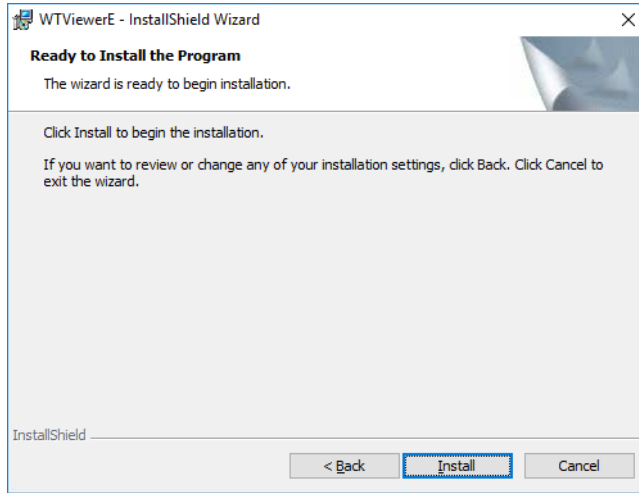 WTViewerE - InstallShield Wizard
Ready to Install the Program
The wizard is ready to begin installation.
Click Install to begin the installation.
If you want to review or change any of your installation settings, click Back. Click Cancel to
exit the wizard.
InstallShield
< Back Install Cancel